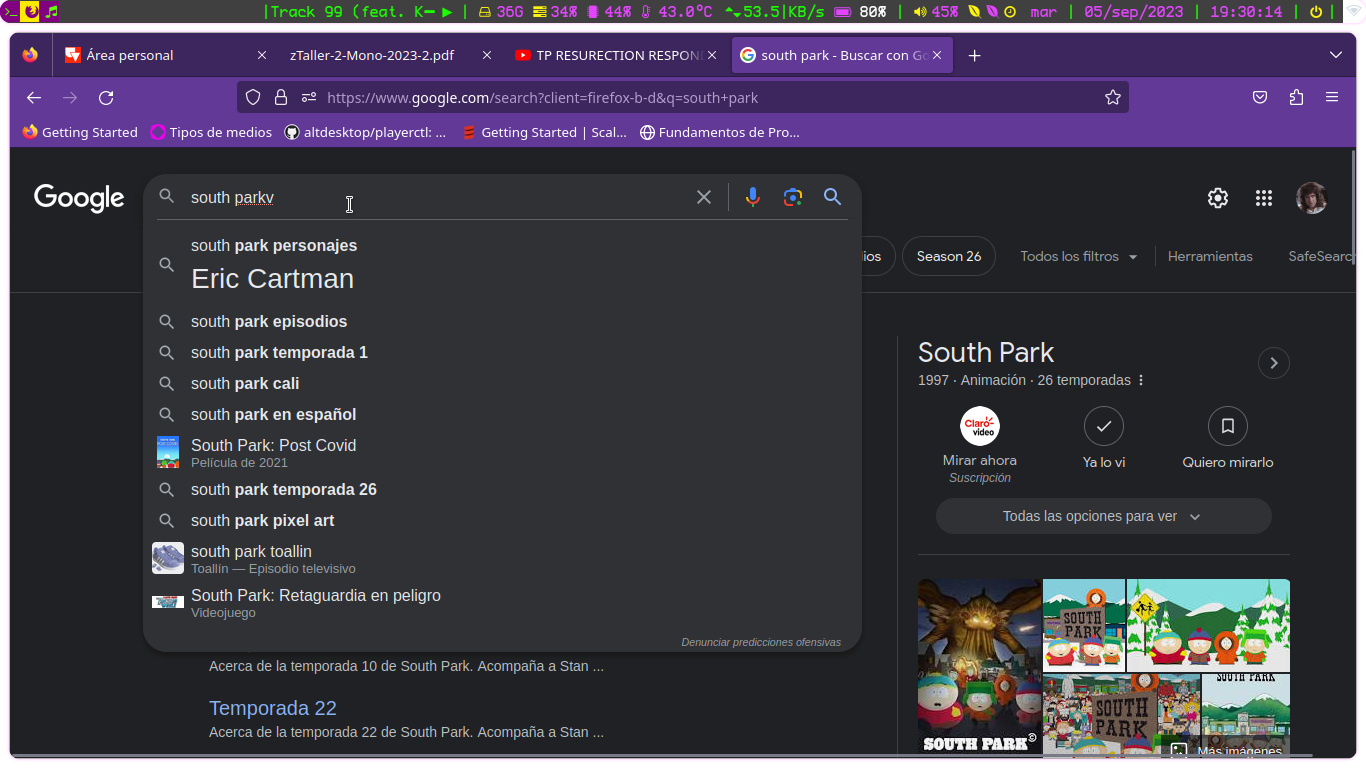 |Track 99 (feat. K━ ▶ | 36G 34% 44% 43.0°C 53.5|KB/s 80% | 45% mar | 05/sep/2023 | 19:30:14 |
Área personal
zTaller-2-Mono-2023-2.pdf
TP RESURECTION RESPON
south park - Buscar con Go
https://www.google.com/search?client=firefox-b-d&q=south+park
Getting Started
Tipos de medios
altdesktop/playerctl: ...
Getting Started | Scal...
Fundamentos de Pro...
Google
south parkv
south park personajes
Eric Cartman
south park episodios
south park temporada 1
south park cali
south park en español
South Park: Post Covid
Película de 2021
south park temporada 26
south park pixel art
south park toallin
Toallín — Episodio televisivo
South Park: Retaguardia en peligro
Videojuego
Denunciar predicciones ofensivas
ios
Season 26
Todos los filtros
Herramientas
SafeSearc
Acerca de la temporada 10 de South Park. Acompaña a Stan ...
Temporada 22
Acerca de la temporada 22 de South Park. Acompaña a Stan ...
South Park
1997 · Animación · 26 temporadas
Claro-
video
Mirar ahora
Suscripción
Ya lo vi
Quiero mirarlo
Todas las opciones para ver
SOUTH PARK
SOUTH
PARK
SOUTH
PARK
SOUTH PARK
Más imágenes